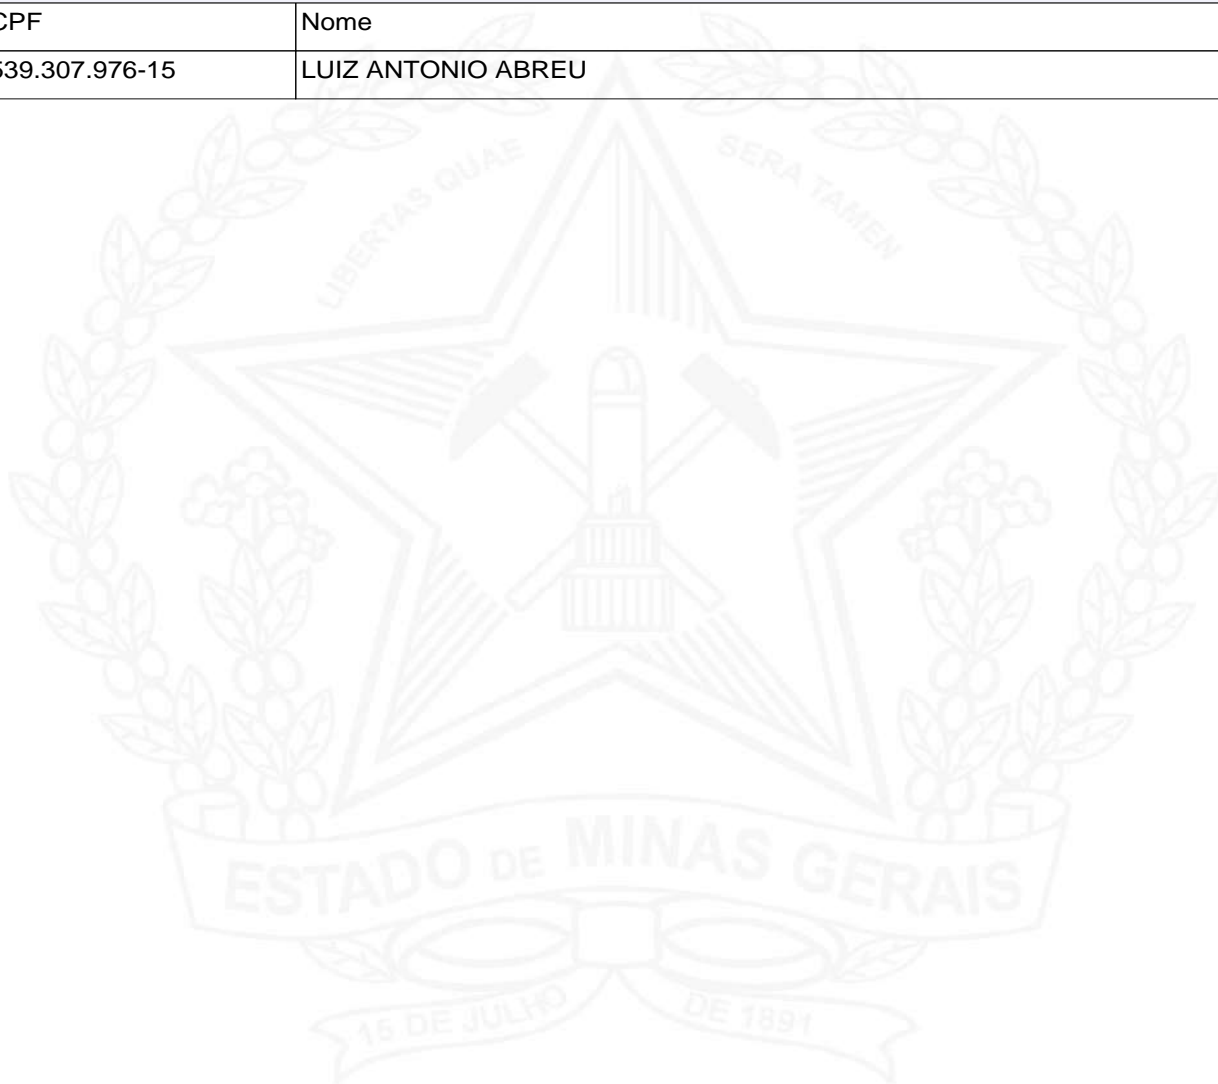 CPF Nome
539.307.976-15 LUIZ ANTONIO ABREU
LIBERTAS QUAE SERA TAMEN
ESTADO DE MINAS GERAIS
15 DE JULHO DE 1891